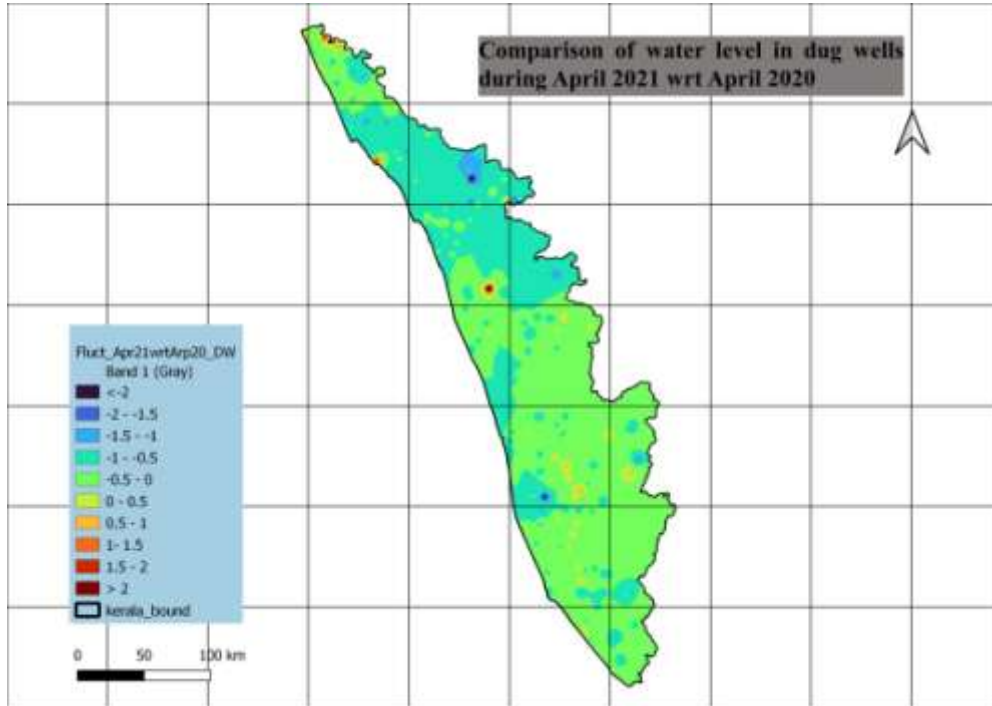 Comparison of water level in dug wells
during April 2021 wrt April 2020
Fluct_Apr21wrtArp20_DW
Band 1 (Gray)
<-2
-2 - -1.5
-1.5 - -1
-1 - -0.5
-0.5 - 0
0 - 0.5
0.5 - 1
1- 1.5
1.5 - 2
> 2
kerala_bound
0 50 100 km